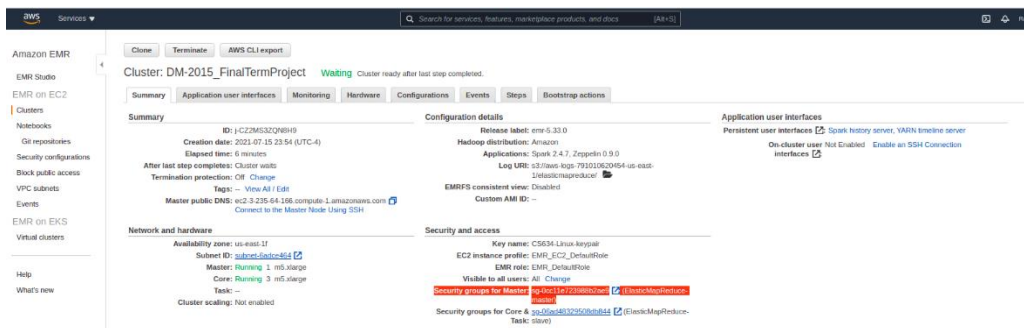 aws Services ▼ Search for services, features, marketplace products, and docs [Alt+S]
Amazon EMR
EMR Studio
EMR on EC2
Clusters
Notebooks
Git repositories
Security configurations
Block public access
VPC subnets
Events
EMR on EKS
Virtual clusters
Help
What's new
Clone Terminate AWS CLI export
Cluster: DM-2015_FinalTermProject Waiting Cluster ready after last step completed.
Summary Application user interfaces Monitoring Hardware Configurations Events Steps Bootstrap actions
Summary
ID: j-CZ2MS3ZQN8H9
Creation date: 2021-07-15 23:54 (UTC-4)
Elapsed time: 6 minutes
After last step completes: Cluster waits
Termination protection: Off Change
Tags: -- View All / Edit
Master public DNS: ec2-3-235-64-166.compute-1.amazonaws.com
Connect to the Master Node Using SSH
Configuration details
Release label: emr-5.33.0
Hadoop distribution: Amazon
Applications: Spark 2.4.7, Zeppelin 0.9.0
Log URI: s3://aws-logs-791010620454-us-east-
1/elasticmapreduce/
EMRFS consistent view: Disabled
Custom AMI ID: --
Application user interfaces
Persistent user interfaces : Spark history server, YARN timeline server
On-cluster user Not Enabled Enable an SSH Connection
interfaces :
Network and hardware
Availability zone: us-east-1f
Subnet ID: subnet-6adce464
Master: Running 1 m5.xlarge
Core: Running 3 m5.xlarge
Task: --
Cluster scaling: Not enabled
Security and access
Key name: CS634-Linux-keypair
EC2 instance profile: EMR_EC2_DefaultRole
EMR role: EMR_DefaultRole
Visible to all users: All Change
Security groups for Master: sg-0cc11e723988b2ae9 (ElasticMapReduce-
master)
Security groups for Core & sg-06ad48329508db844 (ElasticMapReduce-
Task: slave)